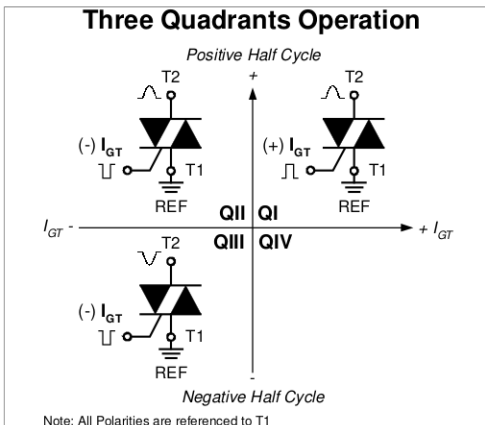 Three Quadrants Operation
Positive Half Cycle
+
T2
T2
(-) IGT
(+) IGT
T1
T1
REF
REF
QII QI
IGT -
+ IGT
QIII QIV
T2
(-) IGT
T1
REF
-
Negative Half Cycle
Note: All Polarities are referenced to T1